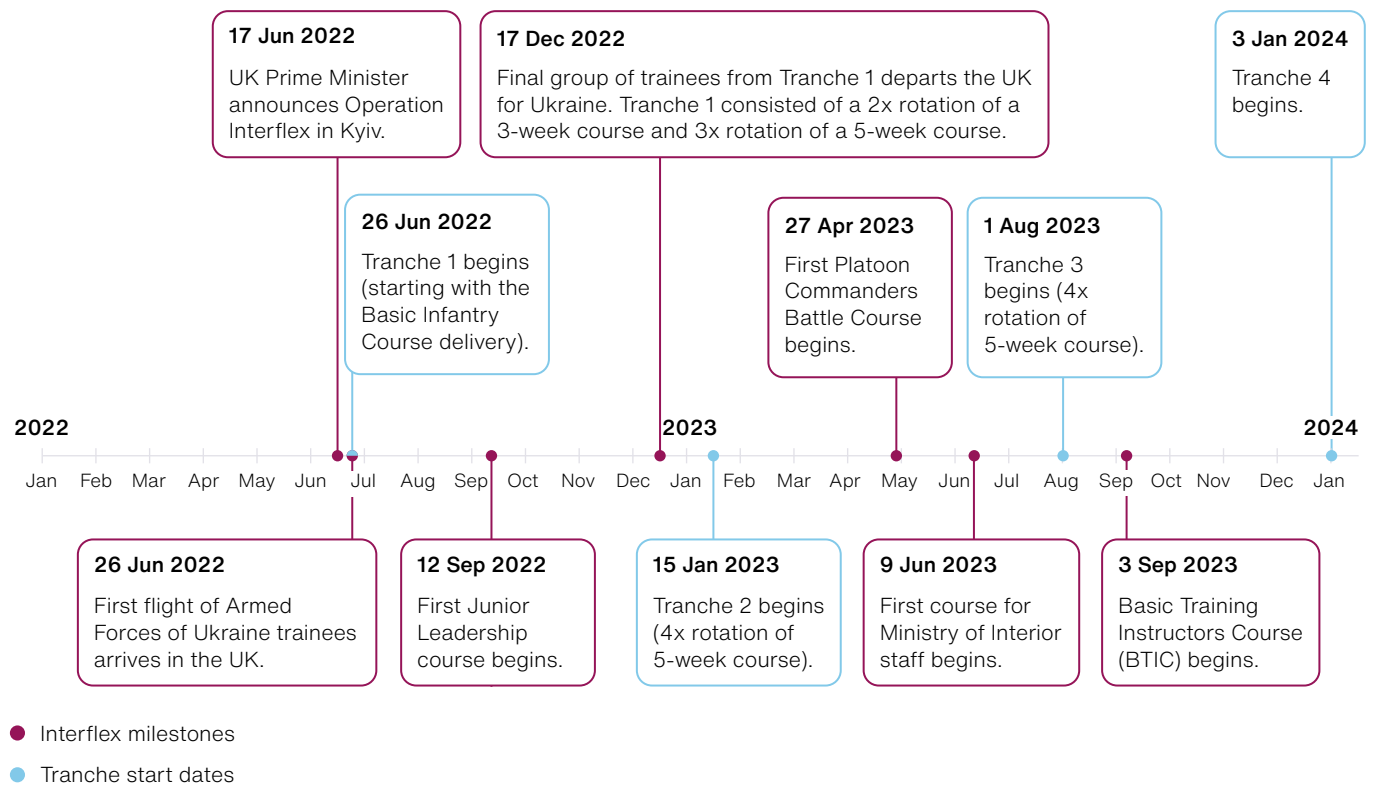 17 Jun 2022
UK Prime Minister
announces Operation
Interflex in Kyiv.
17 Dec 2022
Final group of trainees from Tranche 1 departs the UK
for Ukraine. Tranche 1 consisted of a 2x rotation of a
3-week course and 3x rotation of a 5-week course.
3 Jan 2024
Tranche 4
begins.
26 Jun 2022
Tranche 1 begins
(starting with the
Basic Infantry
Course delivery).
27 Apr 2023
First Platoon
Commanders
Battle Course
begins.
1 Aug 2023
Tranche 3
begins (4x
rotation of
5-week course).
2022 2023 2024
Jan Feb Mar Apr May Jun Jul Aug Sep Oct Nov Dec Jan Feb Mar Apr May Jun Jul Aug Sep Oct Nov Dec Jan
26 Jun 2022
First flight of Armed
Forces of Ukraine trainees
arrives in the UK.
12 Sep 2022
First Junior
Leadership
course begins.
15 Jan 2023
Tranche 2 begins
(4x rotation of
5-week course).
9 Jun 2023
First course for
Ministry of Interior
staff begins.
3 Sep 2023
Basic Training
Instructors Course
(BTIC) begins.
Interflex milestones
Tranche start dates